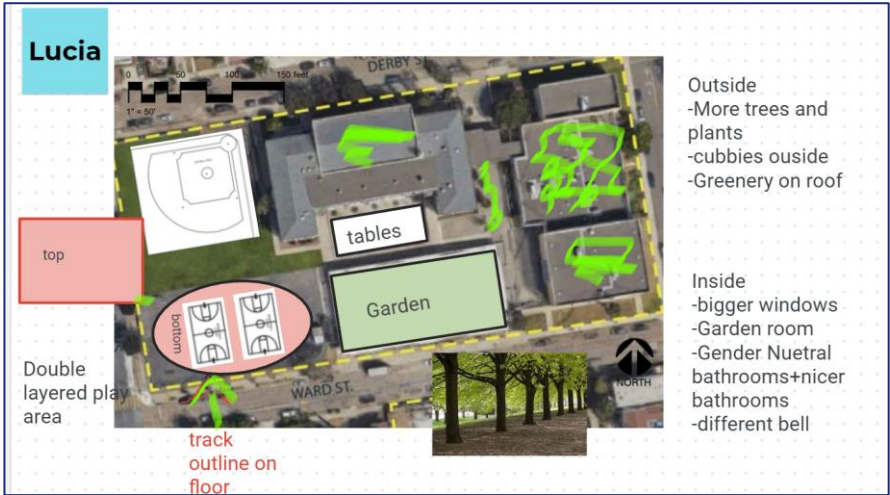 Lucia
0 50 100 150 feet
1" = 50'
DERBY ST.
top
tables
Garden
bottom
Double
layered play
area
WARD ST.
NORTH
track
outline on
floor
Outside
-More trees and
plants
-cubbies ouside
-Greenery on roof
Inside
-bigger windows
-Garden room
-Gender Nuetral
bathrooms+nicer
bathrooms
-different bell